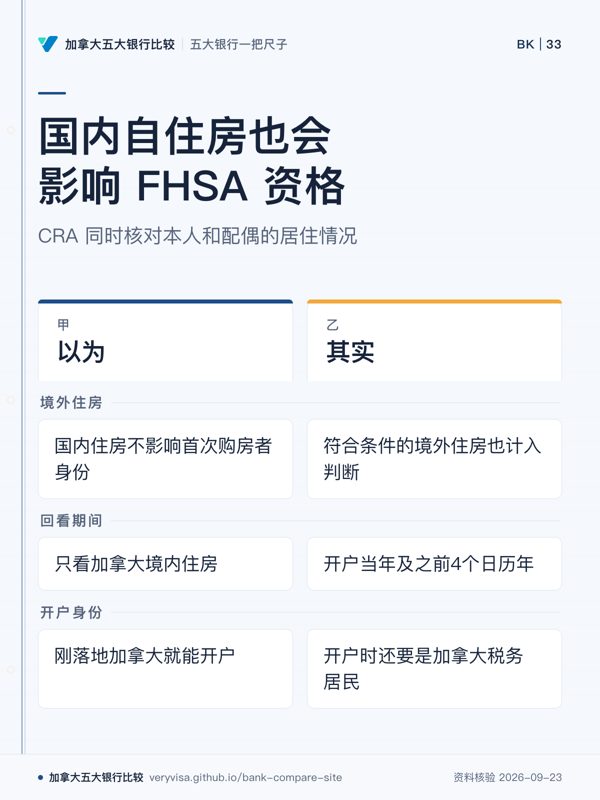 加拿大五大银行比较 | 五大银行一把尺子
BK | 33
国内自住房也会
影响 FHSA 资格
CRA 同时核对本人和配偶的居住情况
甲
以为
乙
其实
境外住房
国内住房不影响首次购房者
身份
符合条件的境外住房也计入
判断
回看期间
只看加拿大境内住房
开户当年及之前4个日历年
开户身份
刚落地加拿大就能开户
开户时还要是加拿大税务
居民
加拿大五大银行比较 veryvisa.github.io/bank-compare-site
资料核验 2026-09-23